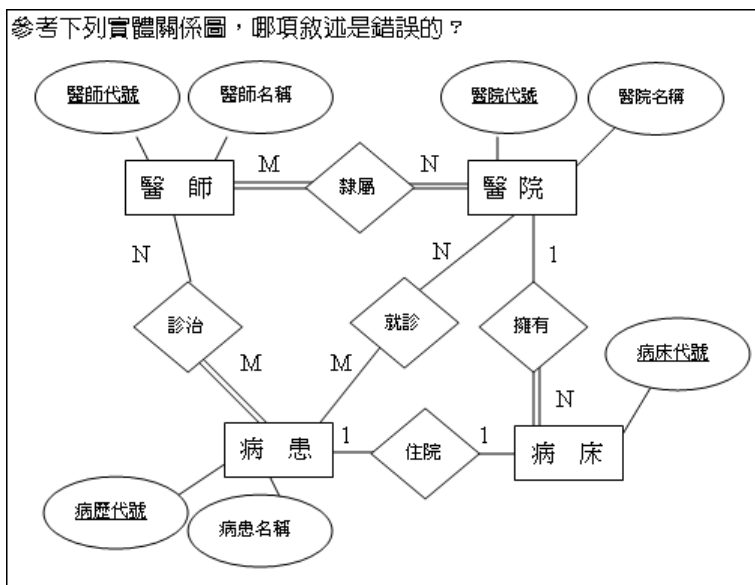 參考下列實體關係圖，哪項敘述是錯誤的？
醫師代號
醫師名稱
醫院代號
醫院名稱
醫 師
M
隸屬
N
醫 院
N
N
1
診治
就診
擁有
病床代號
M
M
N
病 患
1
住院
1
病 床
病歷代號
病患名稱